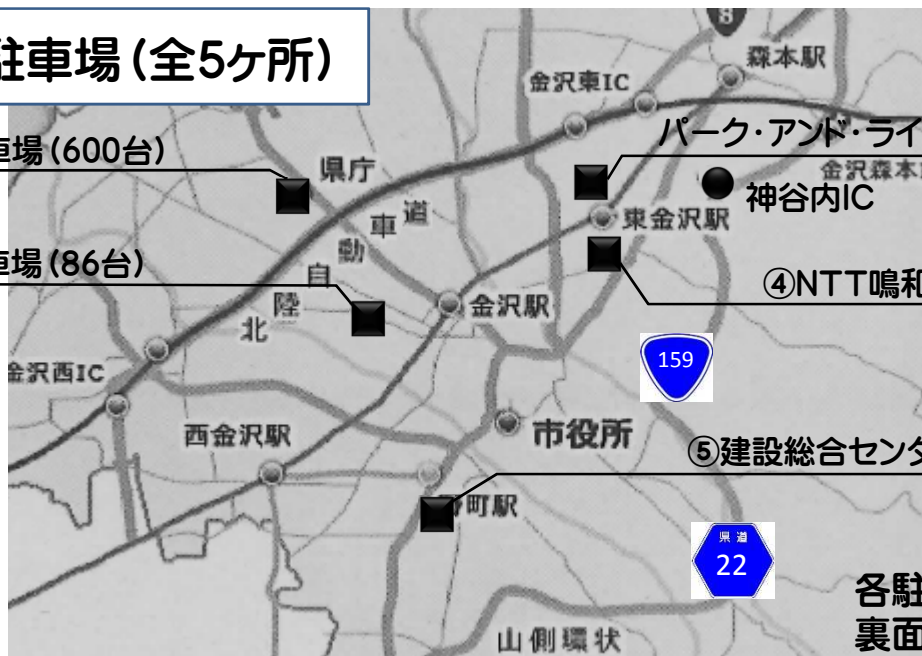 駐車場(全5ヶ所)
8
森本駅
金沢東IC
車場(600台)
パーク・アンド・ライ
県庁
金沢森本
神谷内IC
東金沢駅
北陸自動車道
車場(86台)
④NTT鳴和
金沢駅
159
金沢西IC
市役所
西金沢駅
⑤建設総合センタ
町駅
県道
22
各駐
裏面
山側環状